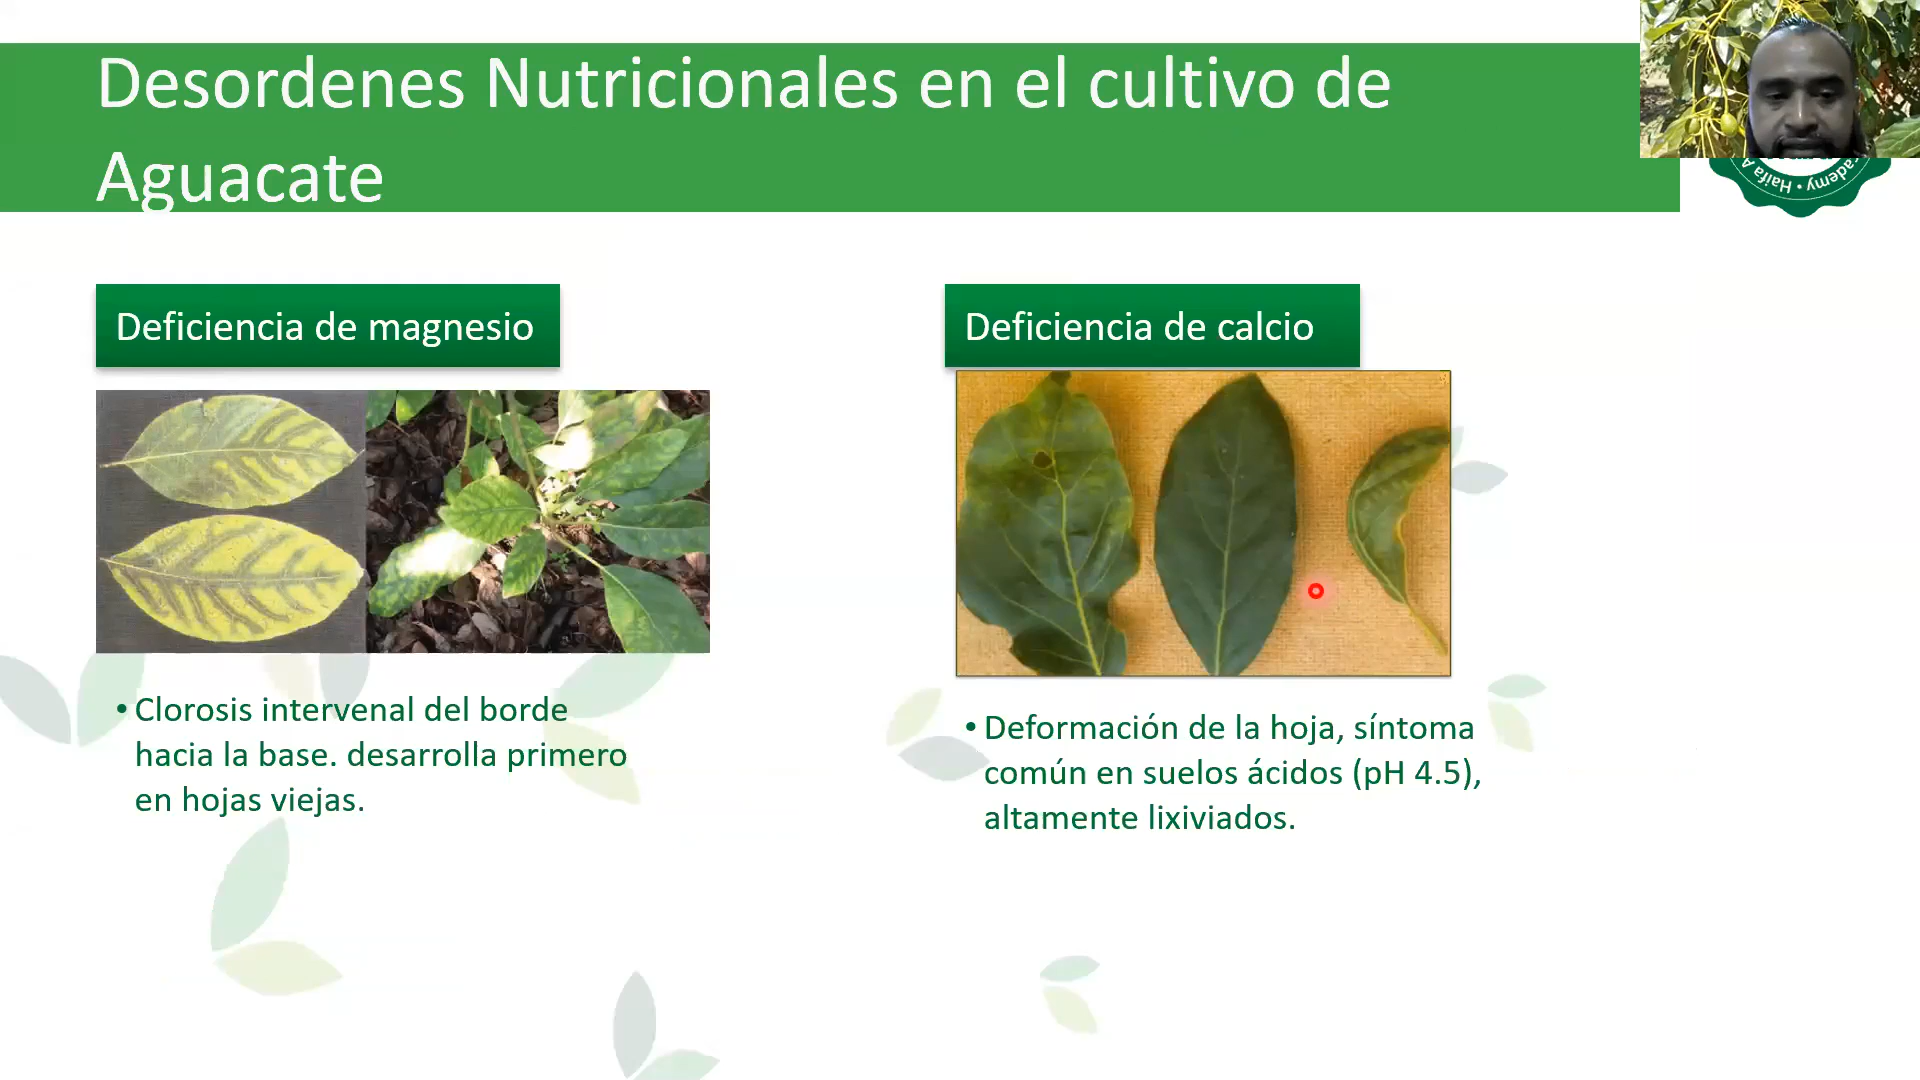 Desordenes Nutricionales en el cultivo de
Aguacate
ademy • Haifa A
Deficiencia de magnesio
Deficiencia de calcio
• Clorosis intervenal del borde
hacia la base. desarrolla primero
en hojas viejas.
• Deformación de la hoja, síntoma
común en suelos ácidos (pH 4.5),
altamente lixiviados.